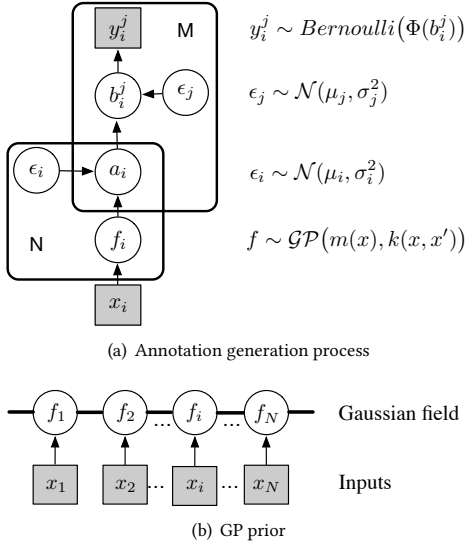 y_i^j M y_i^j ∼ Bernoulli(Φ(b_i^j))
b_i^j ϵ_j ϵ_j ∼ 𝒩(μ_j, σ_j^2)
ϵ_i a_i ϵ_i ∼ 𝒩(μ_i, σ_i^2)
N f_i f ∼ 𝒢𝒫(m(x), k(x, x′))
x_i
(a) Annotation generation process
f_1 f_2 ... f_i ... f_N Gaussian field
x_1 x_2 ... x_i ... x_N Inputs
(b) GP prior